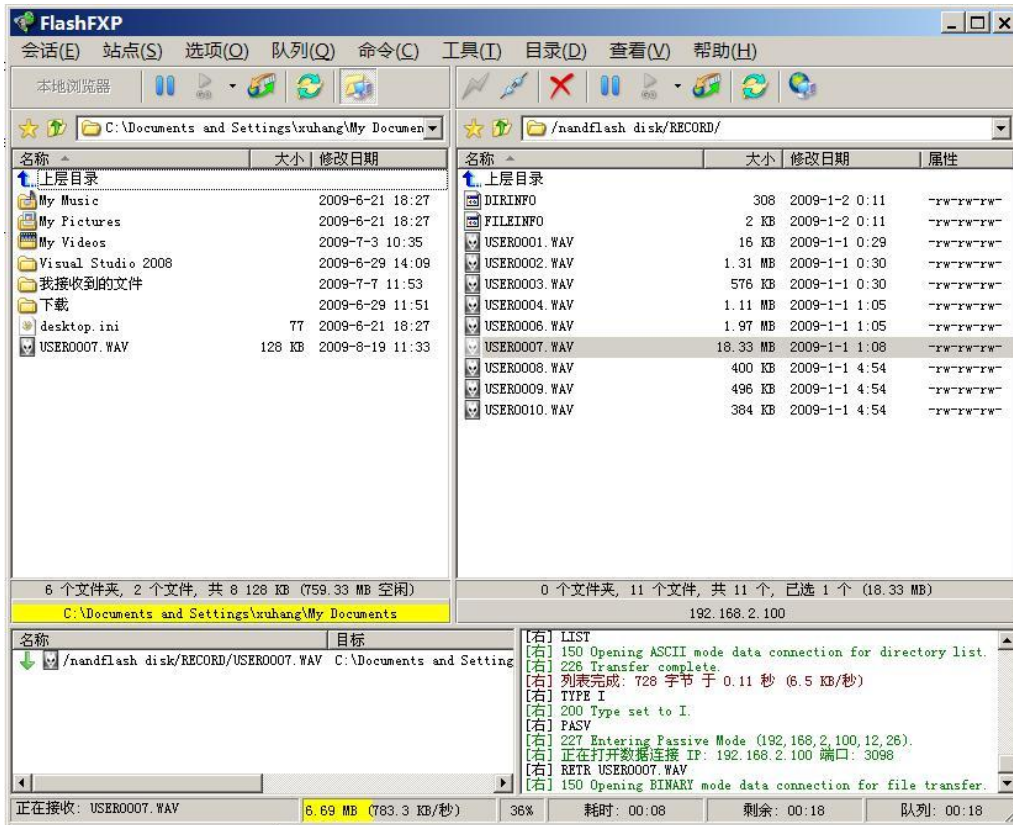 FlashFXP
会话(E) 站点(S) 选项(O) 队列(Q) 命令(C) 工具(T) 目录(D) 查看(V) 帮助(H)
本地浏览器
C:\Documents and Settings\xuhang\My Documen
名称 大小 修改日期
上层目录
My Music 2009-6-21 18:27
My Pictures 2009-6-21 18:27
My Videos 2009-7-3 10:35
Visual Studio 2008 2009-6-29 14:09
我接收到的文件 2009-7-7 11:53
下载 2009-6-29 11:51
desktop.ini 77 2009-6-21 18:27
USER0007.WAV 128 KB 2009-8-19 11:33
6 个文件夹, 2 个文件, 共 8 128 KB (759.33 MB 空闲)
C:\Documents and Settings\xuhang\My Documents
/nandflash disk/RECORD/
名称 大小 修改日期 属性
上层目录
DIRINFO 308 2009-1-2 0:11 -rw-rw-rw-
FILEINFO 2 KB 2009-1-2 0:11 -rw-rw-rw-
USER0001.WAV 16 KB 2009-1-1 0:29 -rw-rw-rw-
USER0002.WAV 1.31 MB 2009-1-1 0:30 -rw-rw-rw-
USER0003.WAV 576 KB 2009-1-1 0:30 -rw-rw-rw-
USER0004.WAV 1.11 MB 2009-1-1 1:05 -rw-rw-rw-
USER0006.WAV 1.97 MB 2009-1-1 1:05 -rw-rw-rw-
USER0007.WAV 18.33 MB 2009-1-1 1:08 -rw-rw-rw-
USER0008.WAV 400 KB 2009-1-1 4:54 -rw-rw-rw-
USER0009.WAV 496 KB 2009-1-1 4:54 -rw-rw-rw-
USER0010.WAV 384 KB 2009-1-1 4:54 -rw-rw-rw-
0 个文件夹, 11 个文件, 共 11 个, 已选 1 个 (18.33 MB)
192.168.2.100
名称 目标
/nandflash disk/RECORD/USER0007.WAV C:\Documents and Setting
[右] LIST
[右] 150 Opening ASCII mode data connection for directory list.
[右] 226 Transfer complete.
[右] 列表完成: 728 字节 于 0.11 秒 (6.5 KB/秒)
[右] TYPE I
[右] 200 Type set to I.
[右] PASV
[右] 227 Entering Passive Mode (192,168,2,100,12,26).
[右] 正在打开数据连接 IP: 192.168.2.100 端口: 3098
[右] RETR USER0007.WAV
[右] 150 Opening BINARY mode data connection for file transfer.
正在接收: USER0007.WAV 6.69 MB (783.3 KB/秒) 36% 耗时: 00:08 剩余: 00:18 队列: 00:18